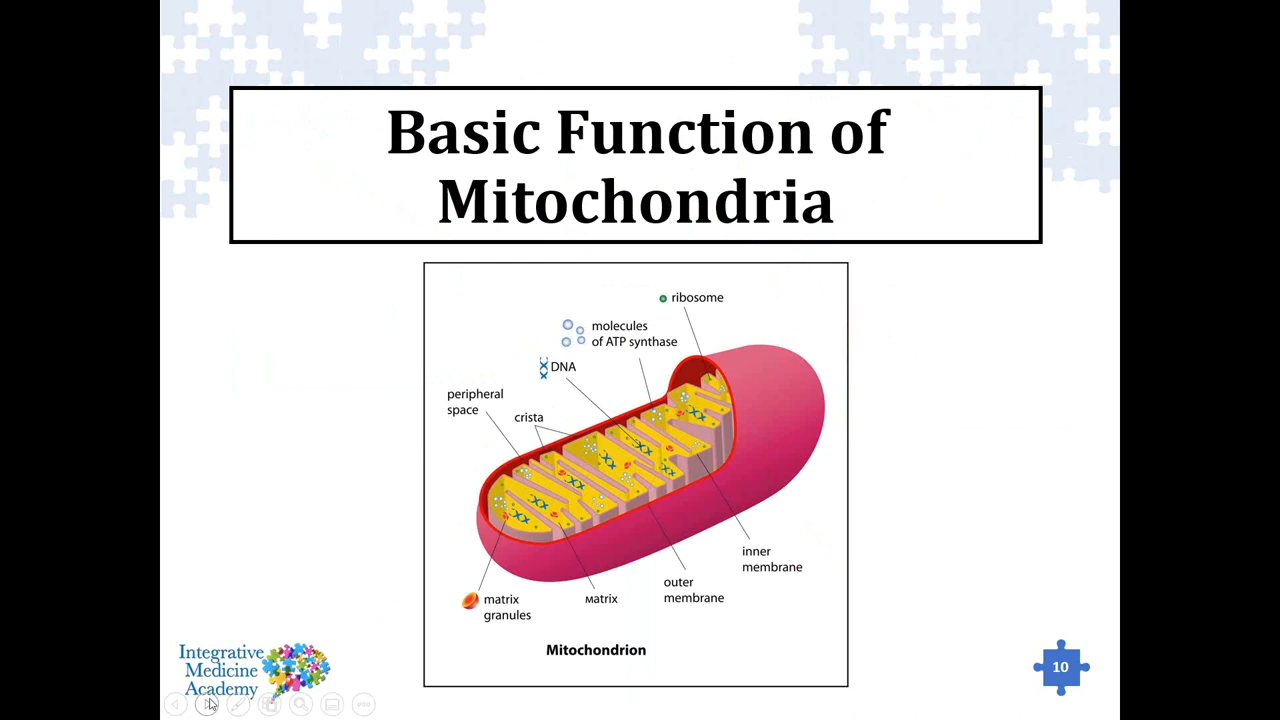 Basic Function of
Mitochondria
ribosome
molecules
of ATP synthase
DNA
peripheral
space
crista
inner
membrane
outer
membrane
matrix
matrix
granules
Mitochondrion
Integrative
Medicine
Academy
10